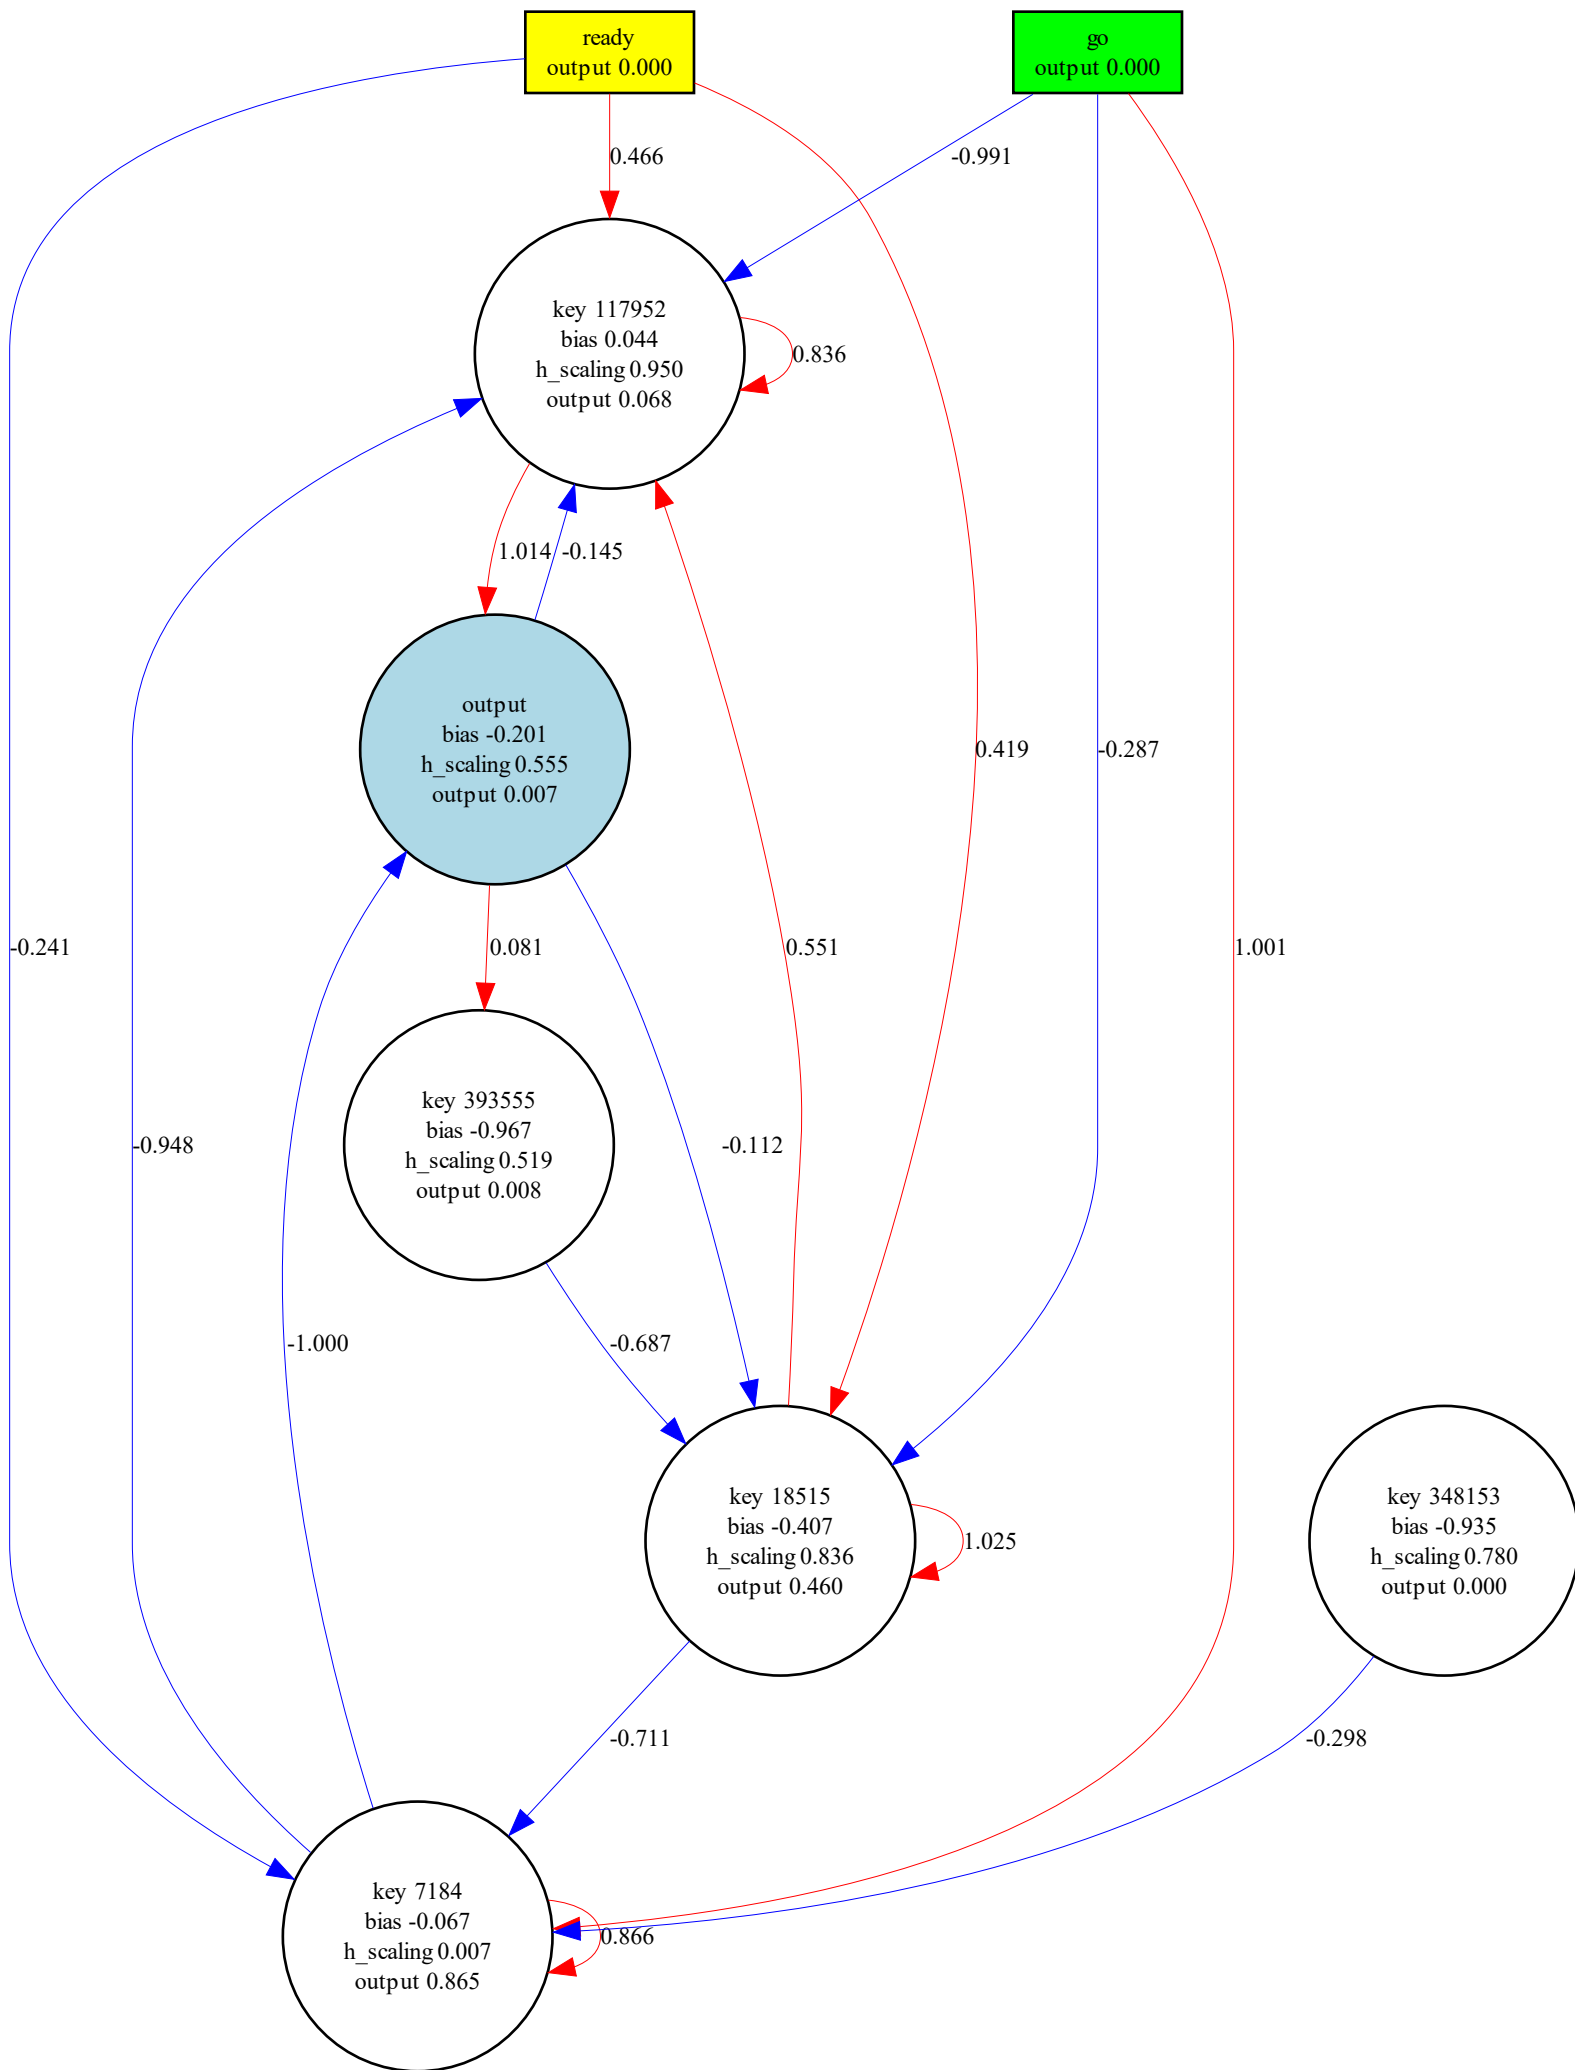 ready
output 0.000
go
output 0.000
0.466
-0.991
key 117952
bias 0.044
h_scaling 0.950
output 0.068
0.836
1.014
-0.145
output
bias -0.201
h_scaling 0.555
output 0.007
0.419
-0.287
-0.241
0.081
0.551
1.001
key 393555
bias -0.967
h_scaling 0.519
output 0.008
-0.948
-0.112
-1.000
-0.687
key 18515
bias -0.407
h_scaling 0.836
output 0.460
1.025
key 348153
bias -0.935
h_scaling 0.780
output 0.000
-0.711
-0.298
key 7184
bias -0.067
h_scaling 0.007
output 0.865
0.866